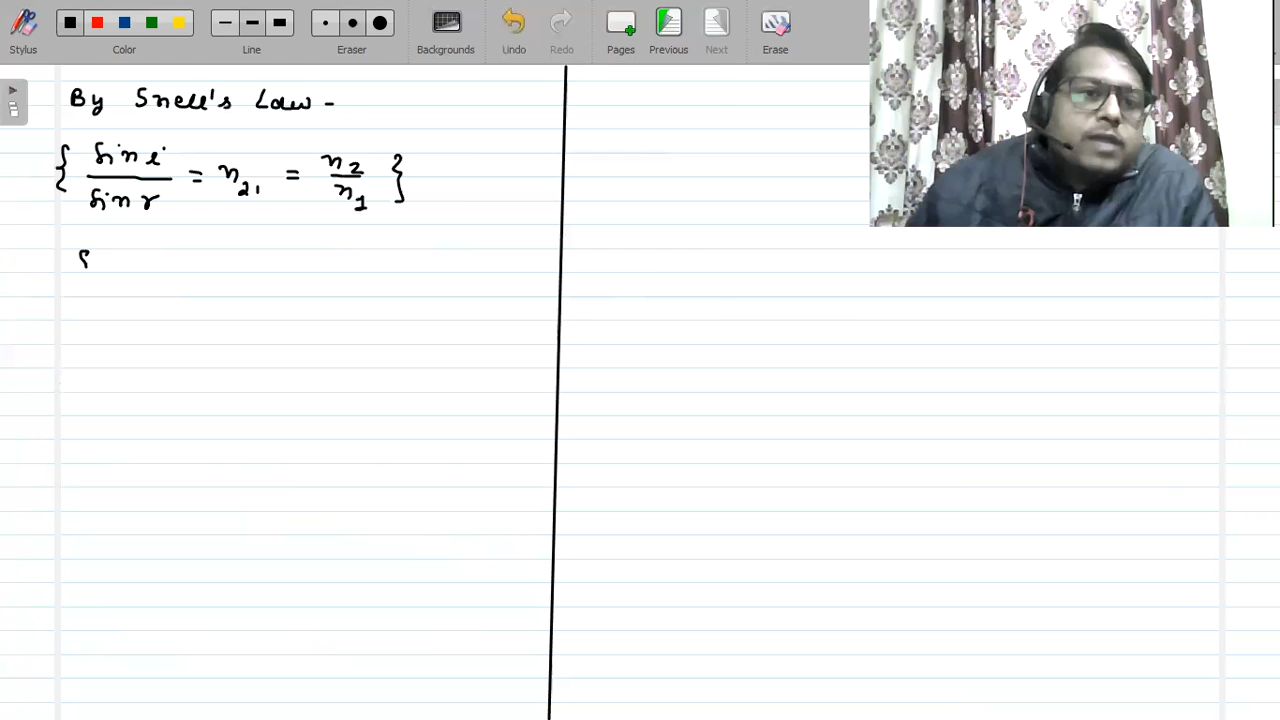 Stylus Color Line Eraser Backgrounds Undo Redo Pages Previous Next Erase
By Snell's Law -
{ sin i / sin r = n21 = n2 / n1 }